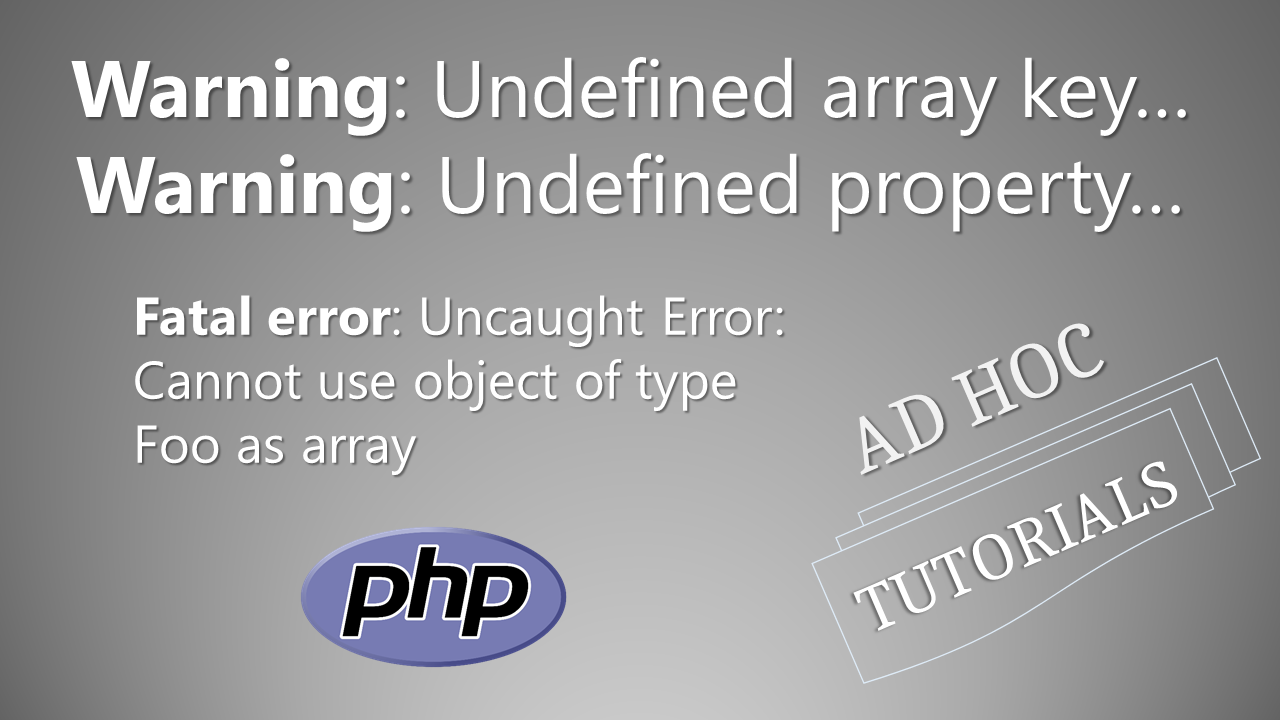 Warning: Undefined array key...
Warning: Undefined property...
Fatal error: Uncaught Error:
Cannot use object of type
Foo as array
AD HOC
TUTORIALS
php